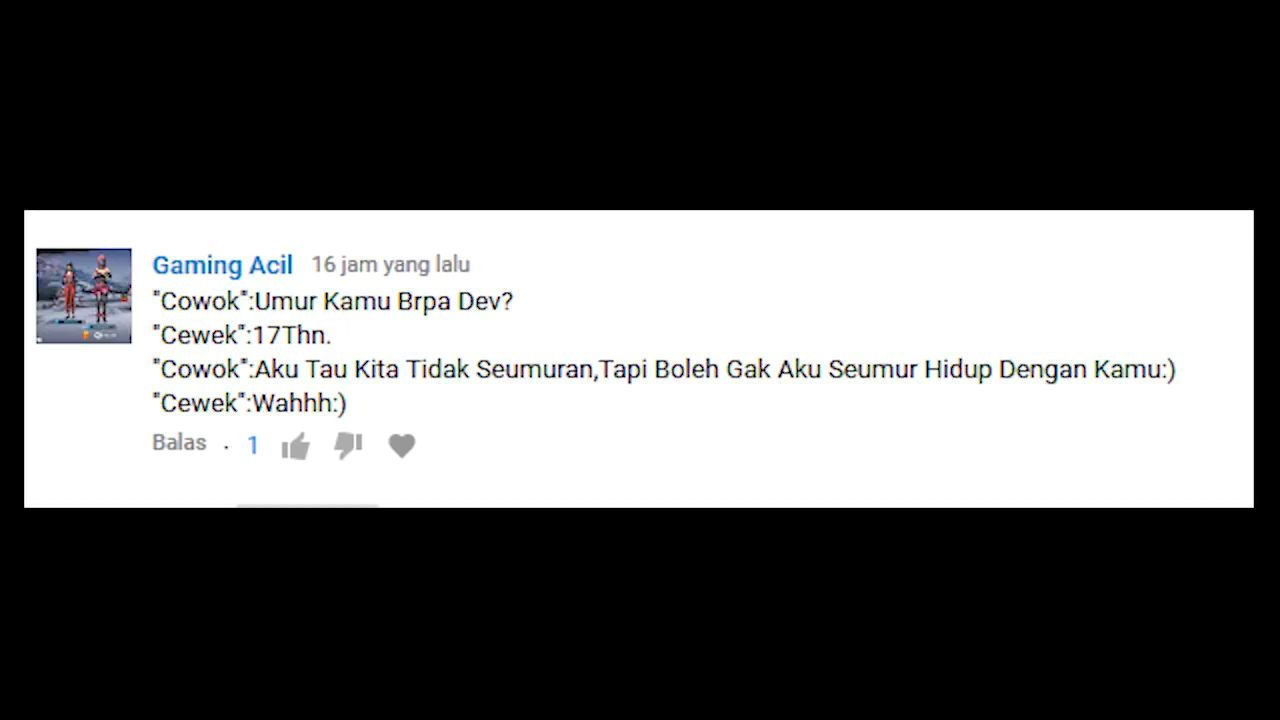 Gaming Acil 16 jam yang lalu
"Cowok":Umur Kamu Brpa Dev?
"Cewek":17Thn.
"Cowok":Aku Tau Kita Tidak Seumuran,Tapi Boleh Gak Aku Seumur Hidup Dengan Kamu:)
"Cewek":Wahhh:)
Balas . 1